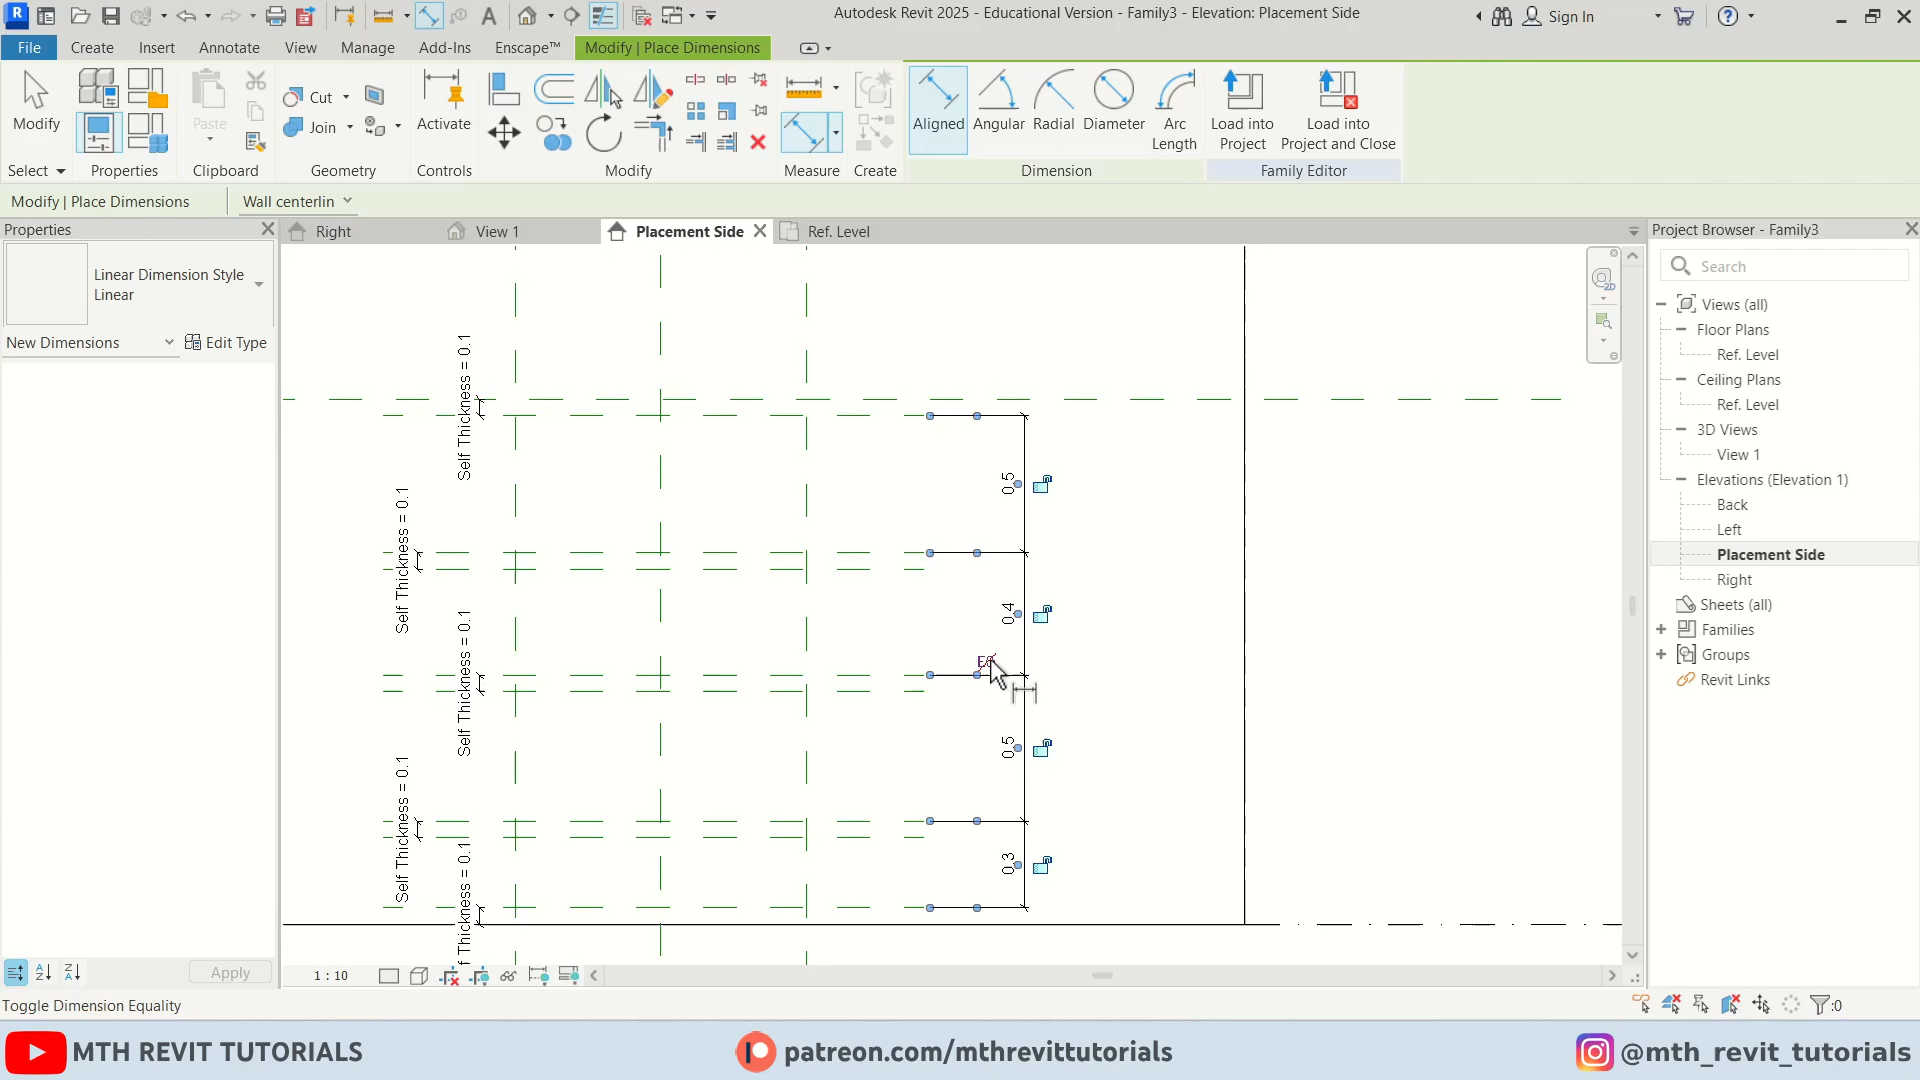 Autodesk Revit 2025 - Educational Version - Family3 - Elevation: Placement Side
Sign In
File
Create
Insert
Annotate
View
Manage
Add-Ins
Enscape™
Modify | Place Dimensions
Modify
Paste
Cut
Join
Activate
Aligned
Angular
Radial
Diameter
Arc
Length
Load into
Project
Load into
Project and Close
Select
Properties
Clipboard
Geometry
Controls
Modify
Measure
Create
Dimension
Family Editor
Modify | Place Dimensions
Wall centerlin
Properties
Right
View 1
Placement Side
Ref. Level
Project Browser - Family3
Linear Dimension Style
Linear
New Dimensions
Edit Type
Search
Views (all)
Floor Plans
Ref. Level
Ceiling Plans
Ref. Level
3D Views
View 1
Elevations (Elevation 1)
Back
Left
Placement Side
Right
Sheets (all)
Families
Groups
Revit Links
Self Thickness = 0.1
Self Thickness = 0.1
Self Thickness = 0.1
Self Thickness = 0.1
f Thickness = 0.1
0.5
0.4
0.5
0.3
2D
Apply
1 : 10
Toggle Dimension Equality
:0
MTH REVIT TUTORIALS
patreon.com/mthrevittutorials
@mth_revit_tutorials